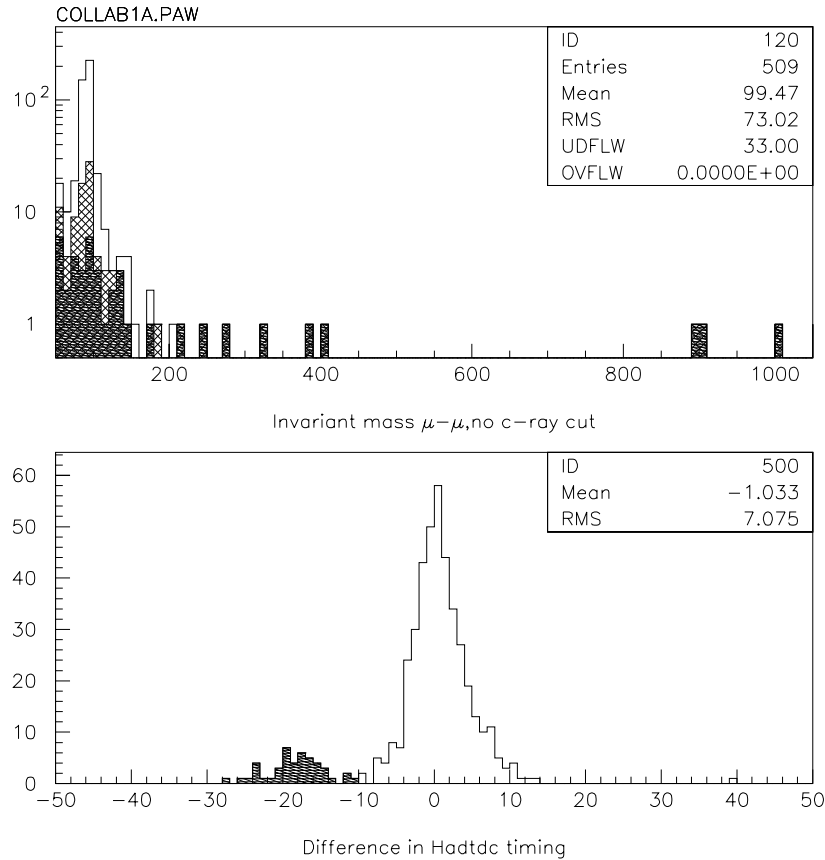 COLLAB1A.PAW
ID 120
Entries 509
Mean 99.47
RMS 73.02
UDFLW 33.00
OVFLW 0.0000E+00
10²
10
1
200 400 600 800 1000
Invariant mass μ−μ,no c−ray cut
ID 500
Mean −1.033
RMS 7.075
60
50
40
30
20
10
0
−50 −40 −30 −20 −10 0 10 20 30 40 50
Difference in Hadtdc timing